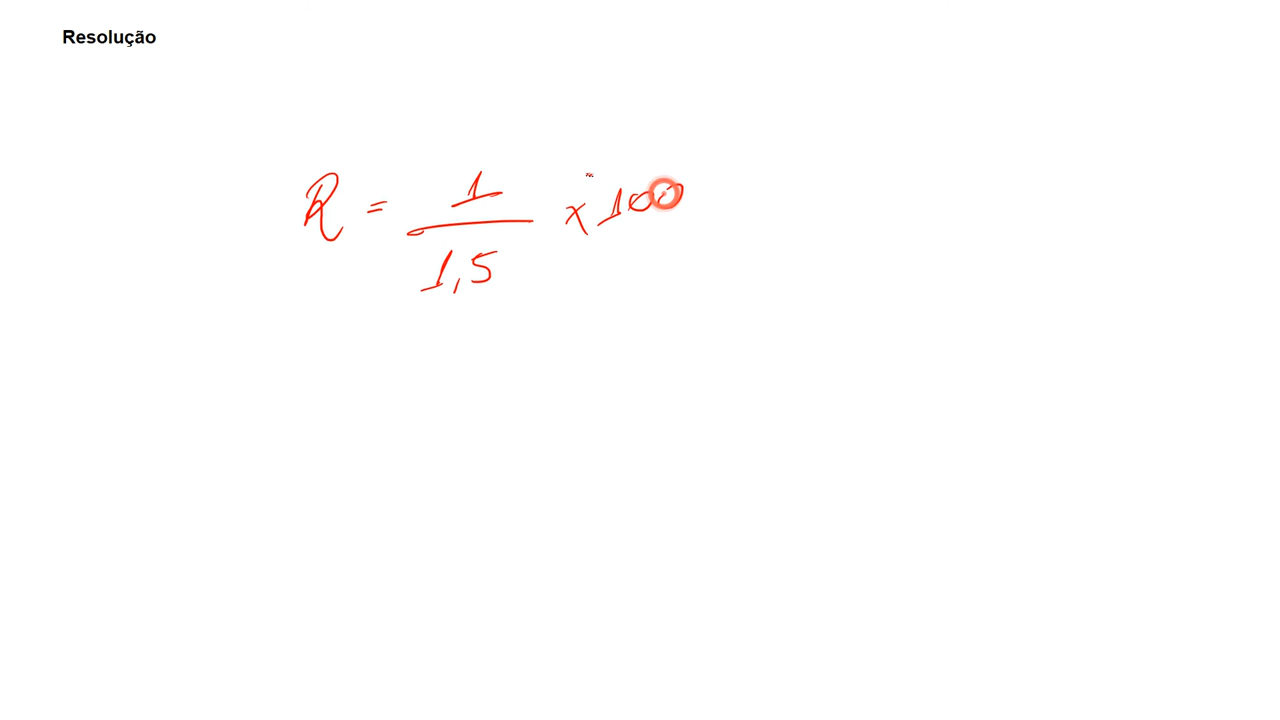 Resolução
R = 1 / 1,5 x 100